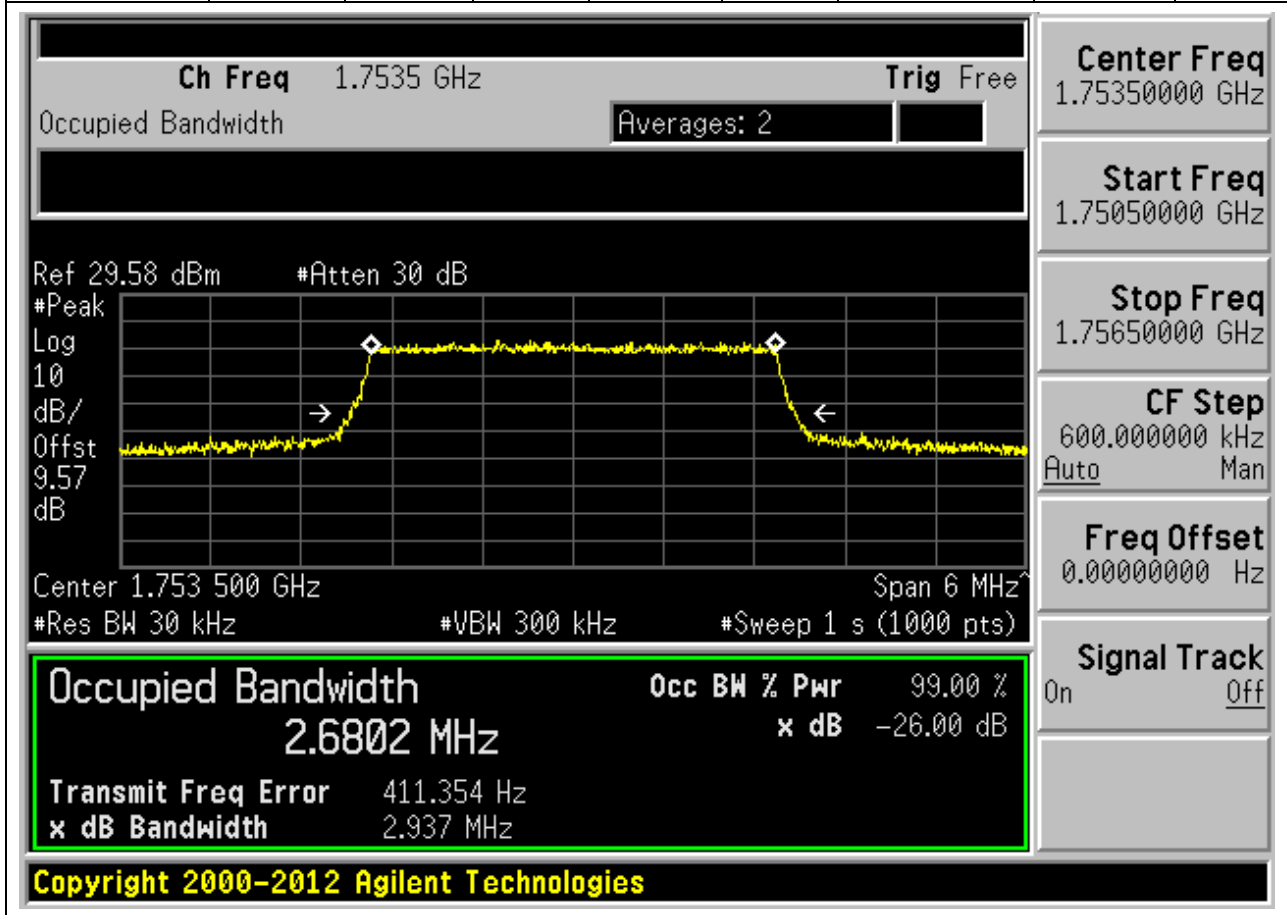 Ch Freq 1.7535 GHz Trig Free
Occupied Bandwidth Averages: 2
Ref 29.58 dBm #Atten 30 dB
#Peak
Log
10
dB/
Offst
9.57
dB
Center 1.753 500 GHz Span 6 MHz^
#Res BW 30 kHz #VBW 300 kHz #Sweep 1 s (1000 pts)
Occupied Bandwidth Occ BW % Pwr 99.00 %
2.6802 MHz x dB -26.00 dB
Transmit Freq Error 411.354 Hz
x dB Bandwidth 2.937 MHz
Copyright 2000-2012 Agilent Technologies
Center Freq
1.75350000 GHz
Start Freq
1.75050000 GHz
Stop Freq
1.75650000 GHz
CF Step
600.000000 kHz
Auto Man
Freq Offset
0.00000000 Hz
Signal Track
On Off